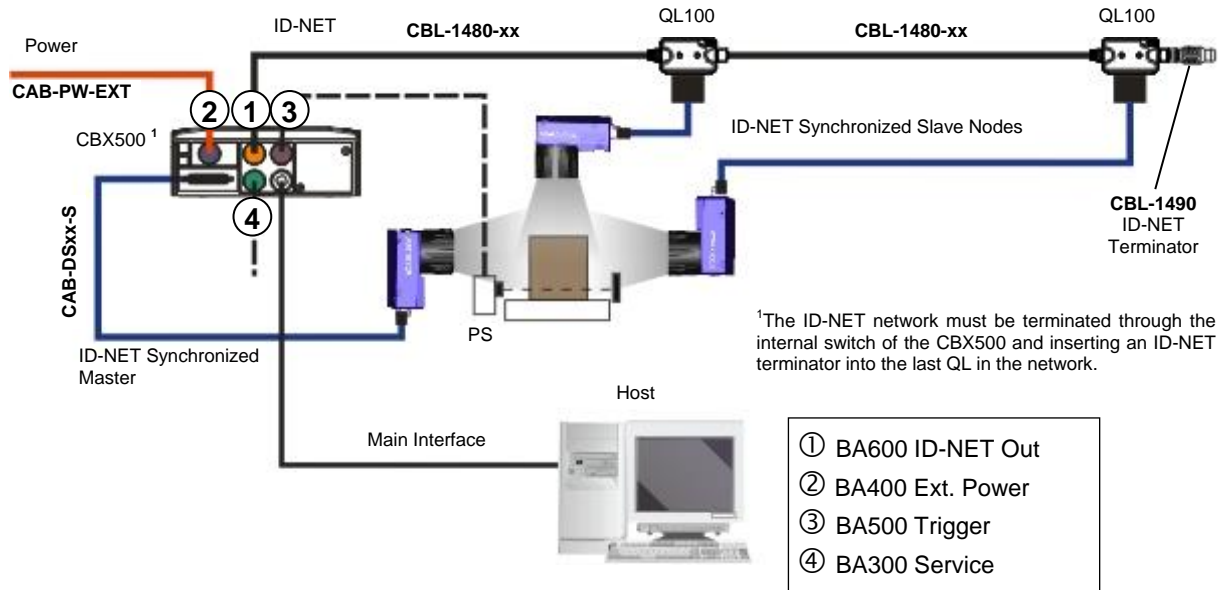 QL100
QL100
ID-NET
CBL-1480-xx
CBL-1480-xx
Power
CAB-PW-EXT
2
1
3
CBX500 1
ID-NET Synchronized Slave Nodes
4
CAB-DSxx-S
CBL-1490
ID-NET
Terminator
PS
ID-NET Synchronized
Master
1The ID-NET network must be terminated through the
internal switch of the CBX500 and inserting an ID-NET
terminator into the last QL in the network.
Host
Main Interface
① BA600 ID-NET Out
② BA400 Ext. Power
③ BA500 Trigger
④ BA300 Service